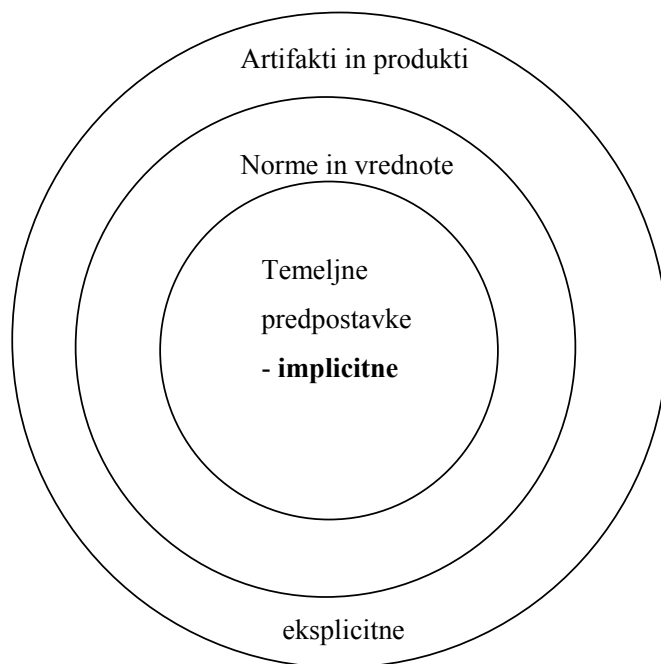 Artifakti in produkti
Norme in vrednote
Temeljne
predpostavke
- implicitne
eksplicitne